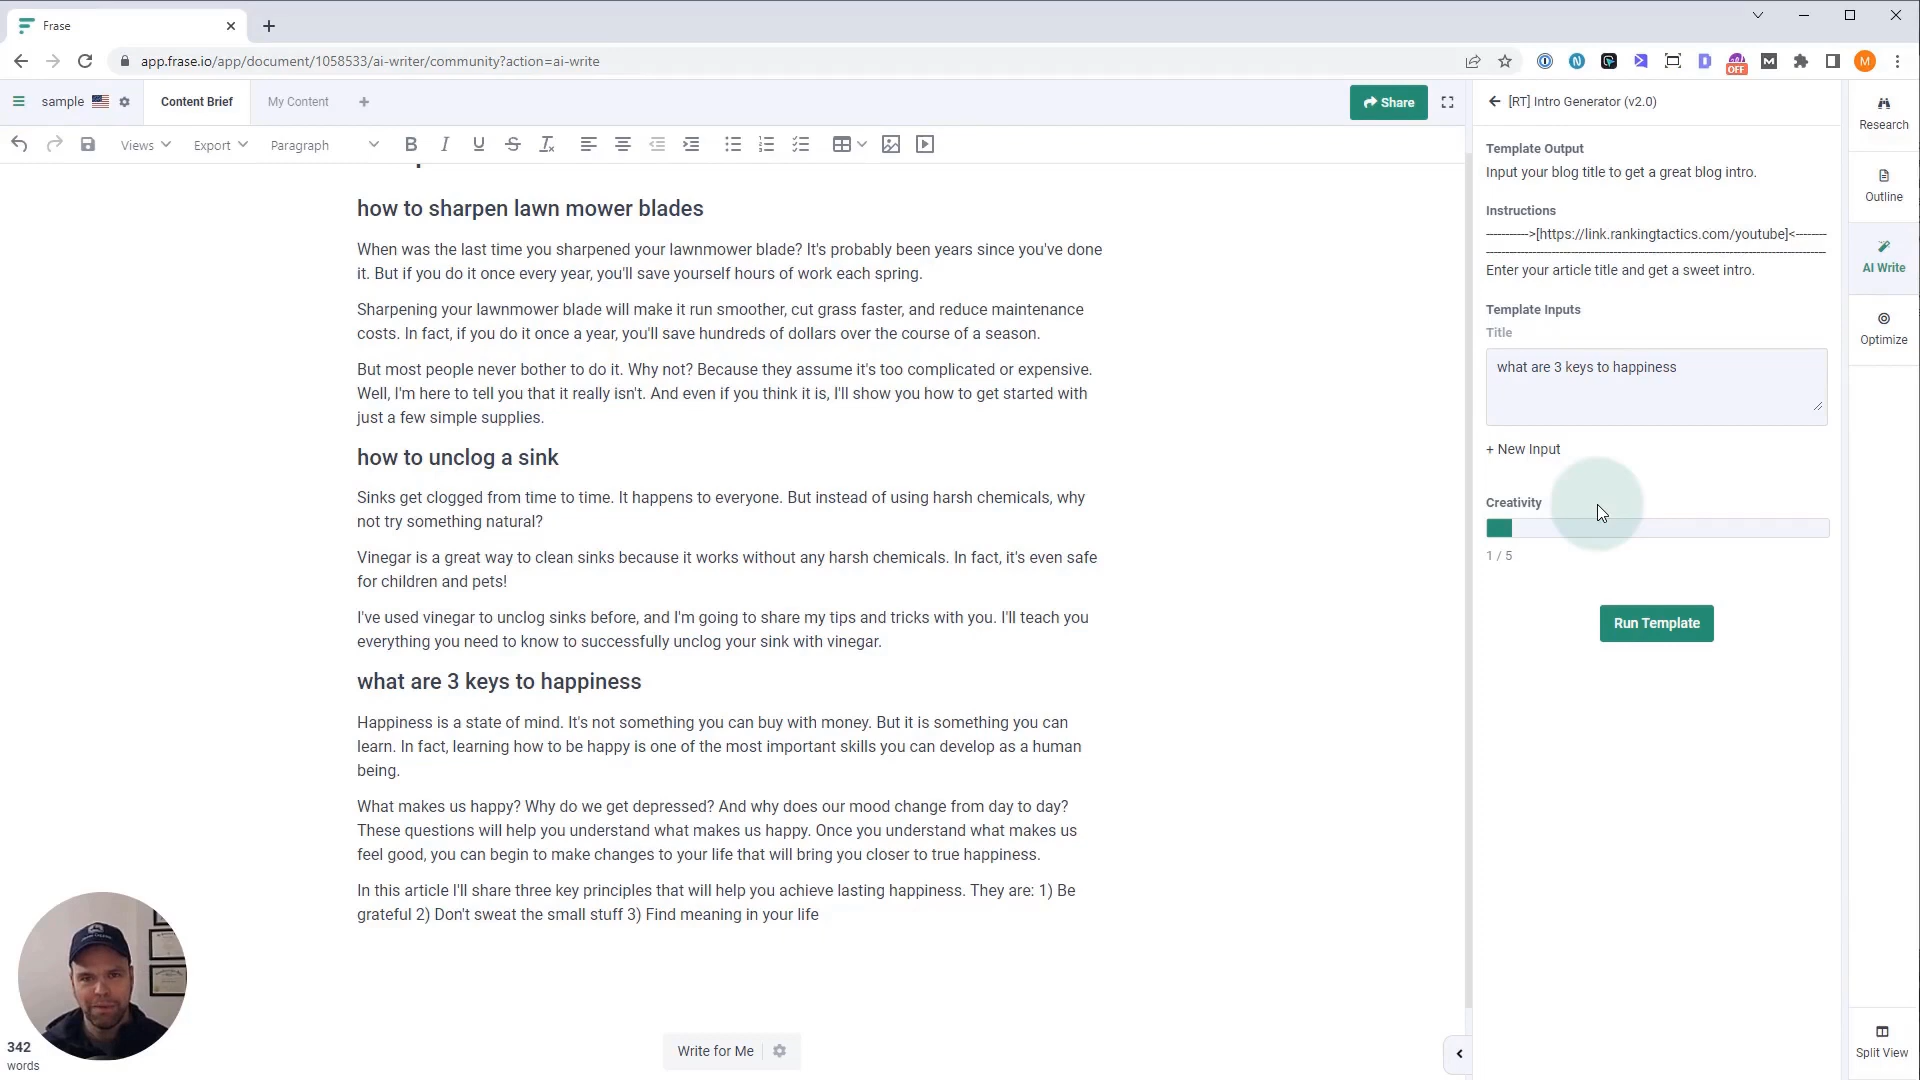 Frase
app.frase.io/app/document/1058533/ai-writer/community?action=ai-write
OFF
M
sample
Content Brief
My Content
Share
Views
Export
Paragraph
B
I
U
S
how to sharpen lawn mower blades
When was the last time you sharpened your lawnmower blade? It's probably been years since you've done
it. But if you do it once every year, you'll save yourself hours of work each spring.
Sharpening your lawnmower blade will make it run smoother, cut grass faster, and reduce maintenance
costs. In fact, if you do it once a year, you'll save hundreds of dollars over the course of a season.
But most people never bother to do it. Why not? Because they assume it's too complicated or expensive.
Well, I'm here to tell you that it really isn't. And even if you think it is, I'll show you how to get started with
just a few simple supplies.
how to unclog a sink
Sinks get clogged from time to time. It happens to everyone. But instead of using harsh chemicals, why
not try something natural?
Vinegar is a great way to clean sinks because it works without any harsh chemicals. In fact, it's even safe
for children and pets!
I've used vinegar to unclog sinks before, and I'm going to share my tips and tricks with you. I'll teach you
everything you need to know to successfully unclog your sink with vinegar.
what are 3 keys to happiness
Happiness is a state of mind. It's not something you can buy with money. But it is something you can
learn. In fact, learning how to be happy is one of the most important skills you can develop as a human
being.
What makes us happy? Why do we get depressed? And why does our mood change from day to day?
These questions will help you understand what makes us happy. Once you understand what makes us
feel good, you can begin to make changes to your life that will bring you closer to true happiness.
In this article I'll share three key principles that will help you achieve lasting happiness. They are: 1) Be
grateful 2) Don't sweat the small stuff 3) Find meaning in your life
342
words
Write for Me
[RT] Intro Generator (v2.0)
Template Output
Input your blog title to get a great blog intro.
Instructions
----------->[https://link.rankingtactics.com/youtube]<--------
Enter your article title and get a sweet intro.
Template Inputs
Title
what are 3 keys to happiness
+ New Input
Creativity
1 / 5
Run Template
Research
Outline
AI Write
Optimize
Split View